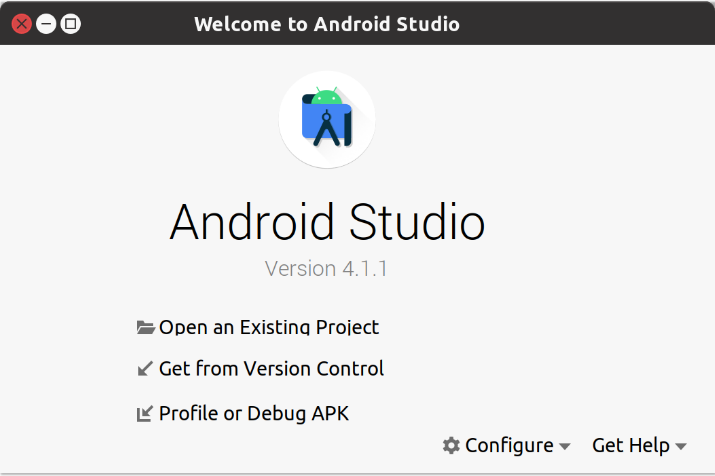 Welcome to Android Studio
Android Studio
Version 4.1.1
Open an Existing Project
Get from Version Control
Profile or Debug APK
Configure Get Help